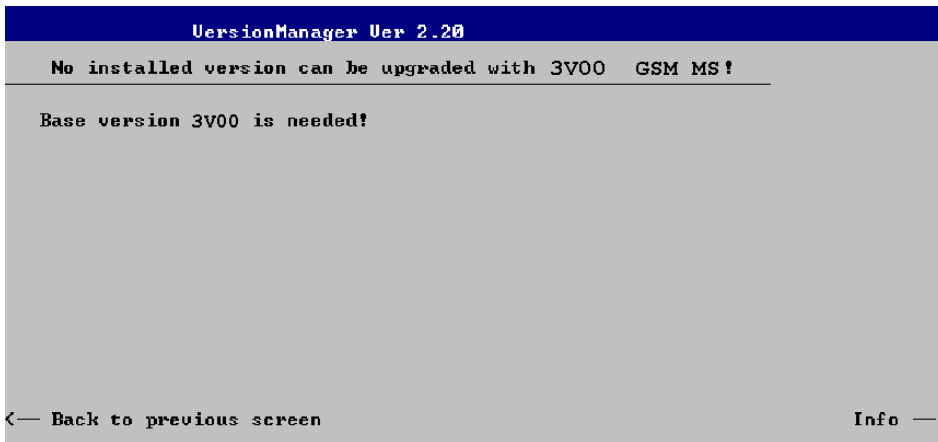 VersionManager Ver 2.20
No installed version can be upgraded with 3V00 GSM MS!
Base version 3V00 is needed!
<— Back to previous screen Info —